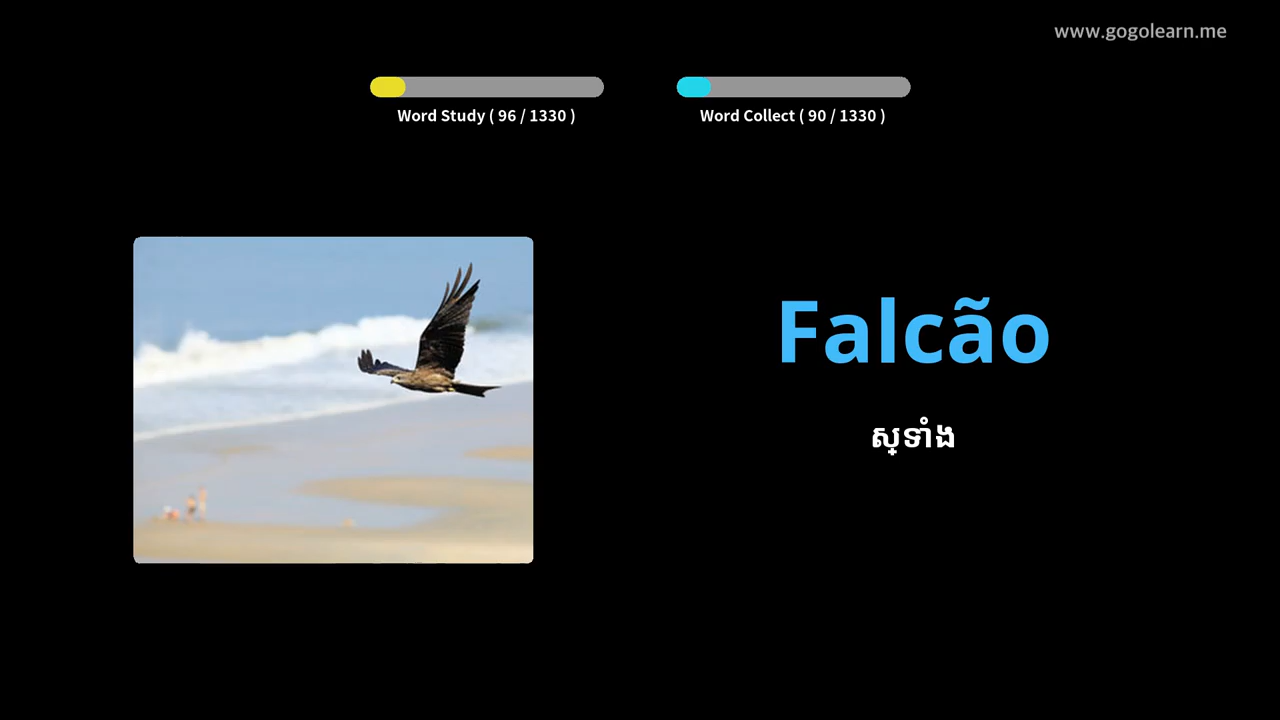 www.gogolearn.me
Word Study ( 96 / 1330 )
Word Collect ( 90 / 1330 )
Falcão
ស្ទាំង